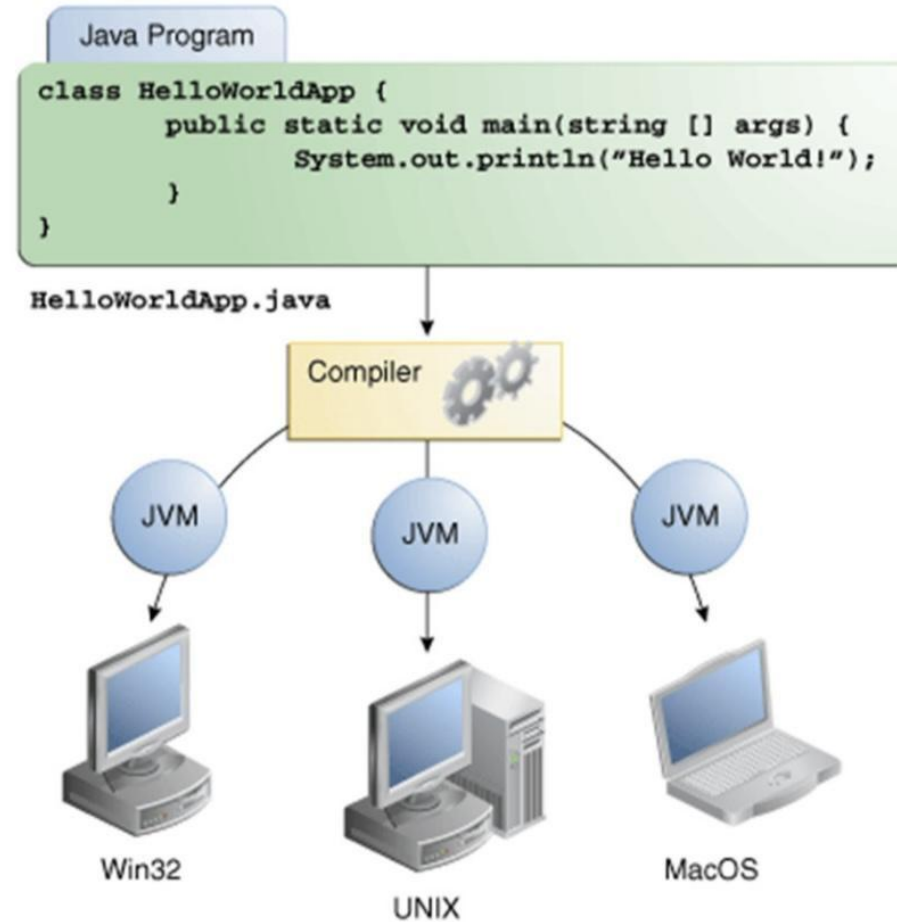 Java Program
class HelloWorldApp {
public static void main(string [] args) {
System.out.println("Hello World!");
}
}
HelloWorldApp.java
Compiler
JVM
JVM
JVM
Win32
UNIX
MacOS